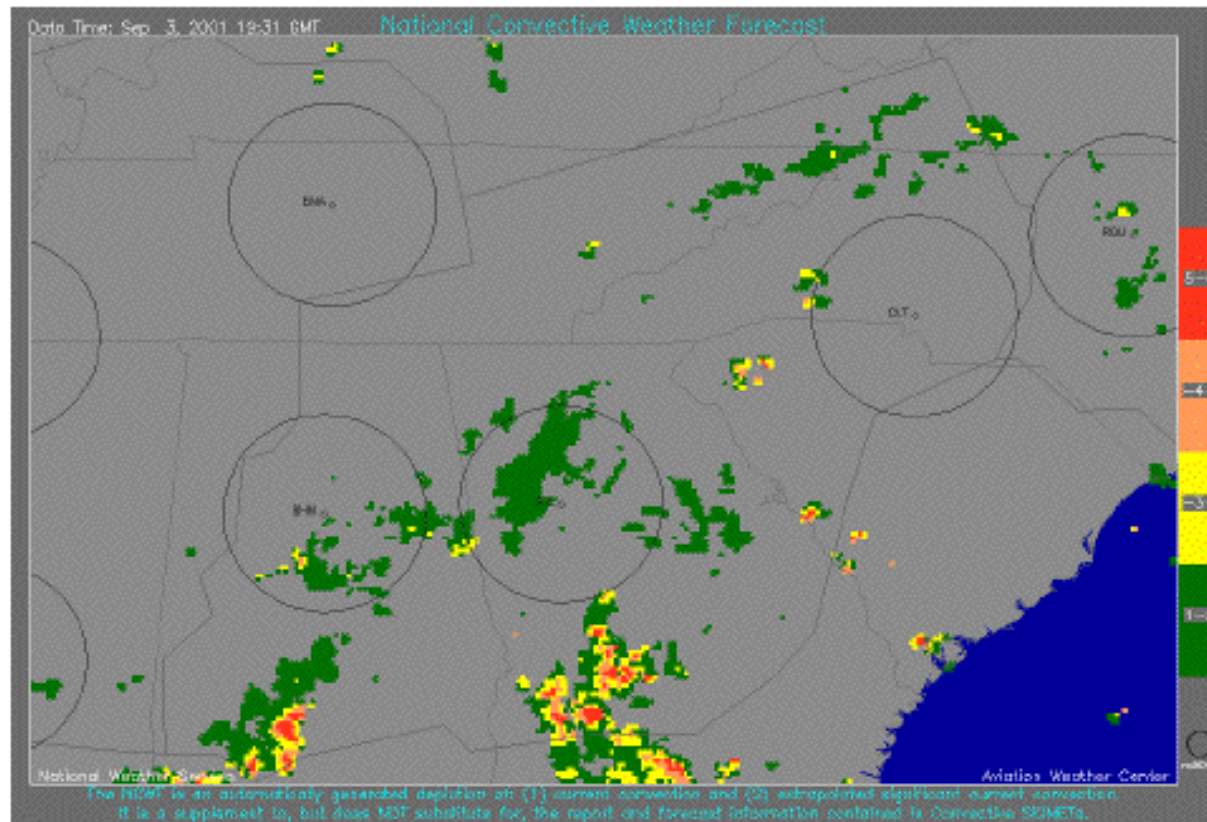 Data Time: Sep 3, 2001 19:31 GMT
National Convective Weather Forecast
BNA
RDU
CLT
BHM
National Weather Service
Aviation Weather Center
The NCWF is an automatically generated depiction of: (1) current convection and (2) extrapolated significant current convection.
It is a supplement to, but does NOT substitute for, the report and forecast information contained in Convective SIGMETs.